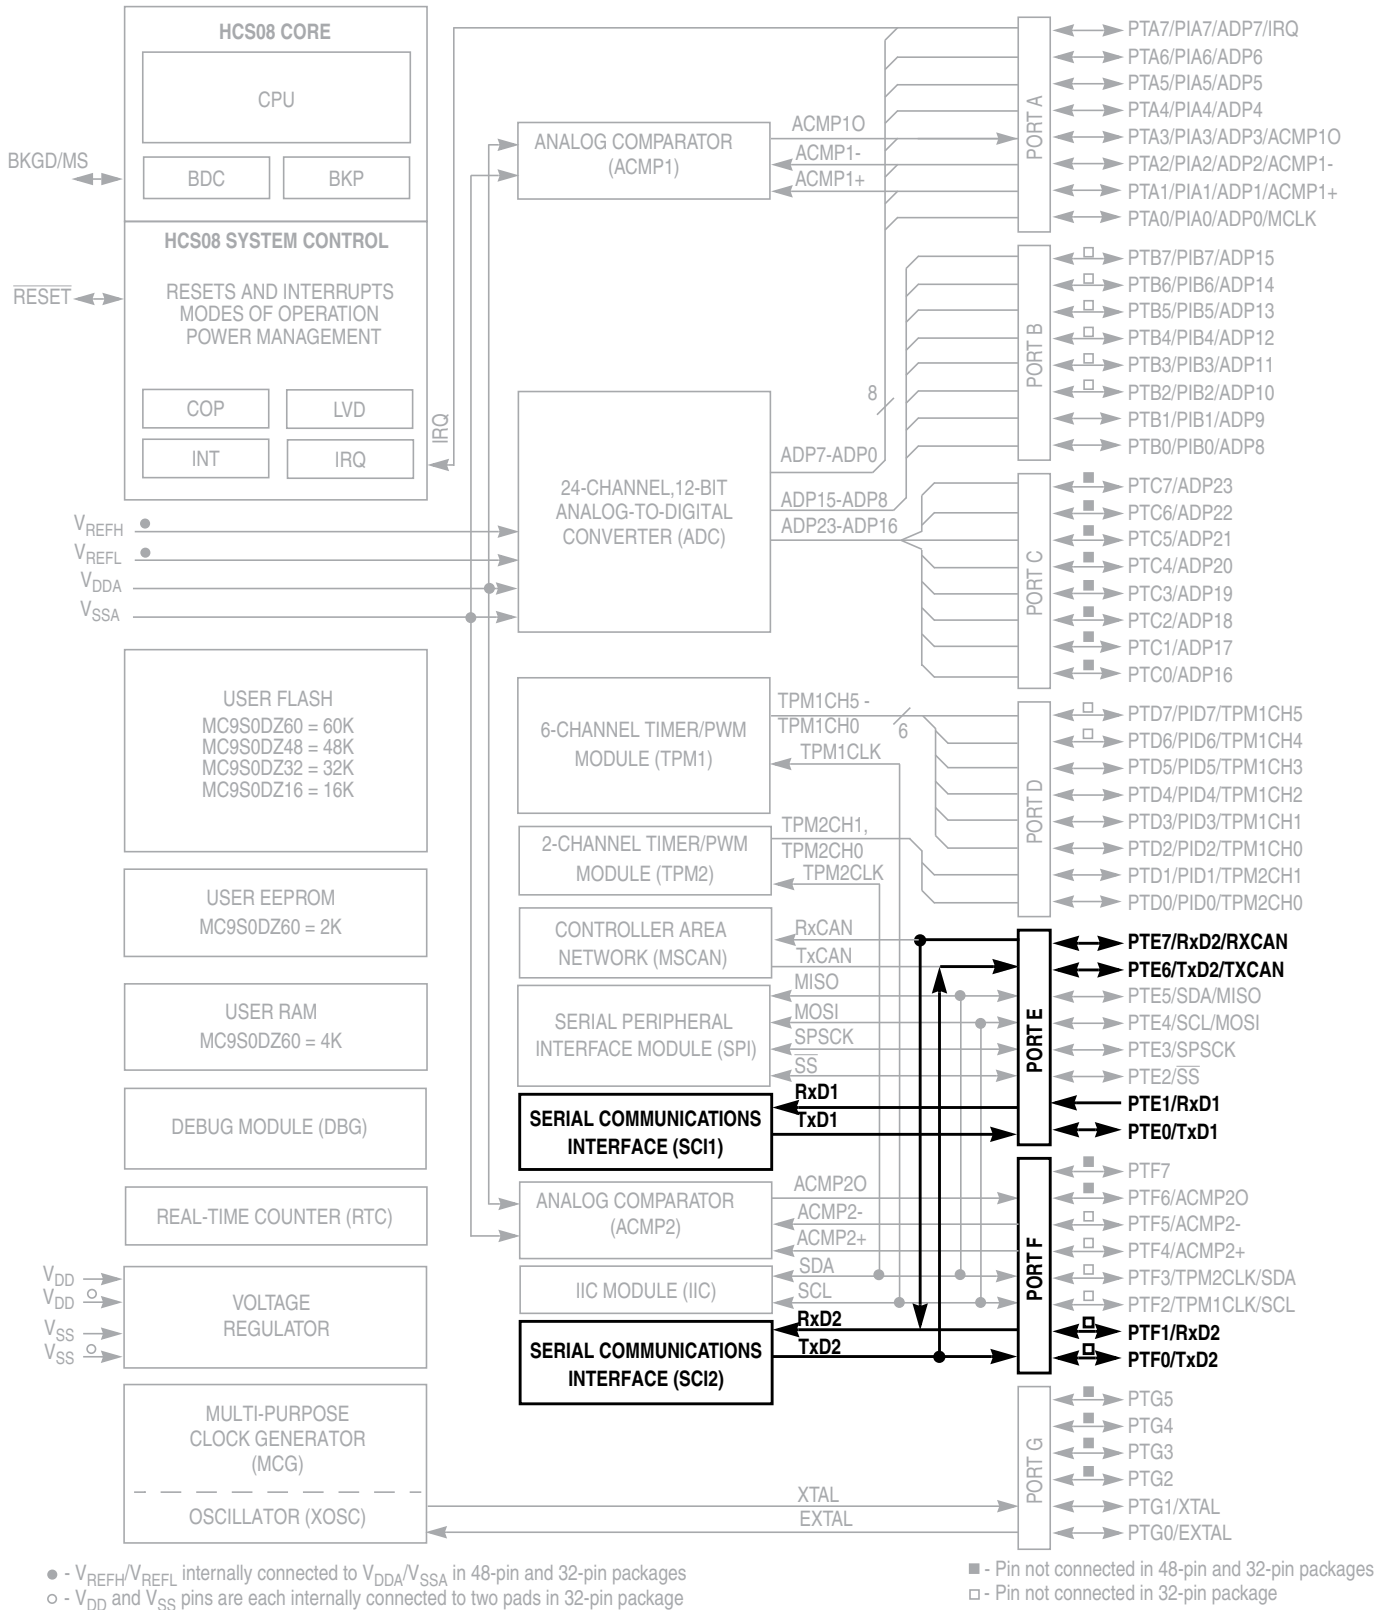 HCS08 CORE
CPU
BDC
BKP
BKGD/MS
HCS08 SYSTEM CONTROL
RESETS AND INTERRUPTS
MODES OF OPERATION
POWER MANAGEMENT
COP
LVD
INT
IRQ
RESET
IRQ
VREFH
VREFL
VDDA
VSSA
USER FLASH
MC9S0DZ60 = 60K
MC9S0DZ48 = 48K
MC9S0DZ32 = 32K
MC9S0DZ16 = 16K
USER EEPROM
MC9S0DZ60 = 2K
USER RAM
MC9S0DZ60 = 4K
DEBUG MODULE (DBG)
REAL-TIME COUNTER (RTC)
VDD
VDD
VSS
VSS
VOLTAGE
REGULATOR
MULTI-PURPOSE
CLOCK GENERATOR
(MCG)
OSCILLATOR (XOSC)
ANALOG COMPARATOR
(ACMP1)
ACMP1O
ACMP1-
ACMP1+
24-CHANNEL,12-BIT
ANALOG-TO-DIGITAL
CONVERTER (ADC)
8
ADP7-ADP0
ADP15-ADP8
ADP23-ADP16
6-CHANNEL TIMER/PWM
MODULE (TPM1)
TPM1CH5 -
TPM1CH0
6
TPM1CLK
2-CHANNEL TIMER/PWM
MODULE (TPM2)
TPM2CH1,
TPM2CH0
TPM2CLK
CONTROLLER AREA
NETWORK (MSCAN)
RxCAN
TxCAN
SERIAL PERIPHERAL
INTERFACE MODULE (SPI)
MISO
MOSI
SPSCK
SS
SERIAL COMMUNICATIONS
INTERFACE (SCI1)
RxD1
TxD1
ANALOG COMPARATOR
(ACMP2)
ACMP2O
ACMP2-
ACMP2+
IIC MODULE (IIC)
SDA
SCL
SERIAL COMMUNICATIONS
INTERFACE (SCI2)
RxD2
TxD2
XTAL
EXTAL
PORT A
PTA7/PIA7/ADP7/IRQ
PTA6/PIA6/ADP6
PTA5/PIA5/ADP5
PTA4/PIA4/ADP4
PTA3/PIA3/ADP3/ACMP1O
PTA2/PIA2/ADP2/ACMP1-
PTA1/PIA1/ADP1/ACMP1+
PTA0/PIA0/ADP0/MCLK
PORT B
PTB7/PIB7/ADP15
PTB6/PIB6/ADP14
PTB5/PIB5/ADP13
PTB4/PIB4/ADP12
PTB3/PIB3/ADP11
PTB2/PIB2/ADP10
PTB1/PIB1/ADP9
PTB0/PIB0/ADP8
PORT C
PTC7/ADP23
PTC6/ADP22
PTC5/ADP21
PTC4/ADP20
PTC3/ADP19
PTC2/ADP18
PTC1/ADP17
PTC0/ADP16
PORT D
PTD7/PID7/TPM1CH5
PTD6/PID6/TPM1CH4
PTD5/PID5/TPM1CH3
PTD4/PID4/TPM1CH2
PTD3/PID3/TPM1CH1
PTD2/PID2/TPM1CH0
PTD1/PID1/TPM2CH1
PTD0/PID0/TPM2CH0
PORT E
PTE7/RxD2/RXCAN
PTE6/TxD2/TXCAN
PTE5/SDA/MISO
PTE4/SCL/MOSI
PTE3/SPSCK
PTE2/SS
PTE1/RxD1
PTE0/TxD1
PORT F
PTF7
PTF6/ACMP2O
PTF5/ACMP2-
PTF4/ACMP2+
PTF3/TPM2CLK/SDA
PTF2/TPM1CLK/SCL
PTF1/RxD2
PTF0/TxD2
PORT G
PTG5
PTG4
PTG3
PTG2
PTG1/XTAL
PTG0/EXTAL
● - VREFH/VREFL internally connected to VDDA/VSSA in 48-pin and 32-pin packages
○ - VDD and VSS pins are each internally connected to two pads in 32-pin package
■ - Pin not connected in 48-pin and 32-pin packages
□ - Pin not connected in 32-pin package